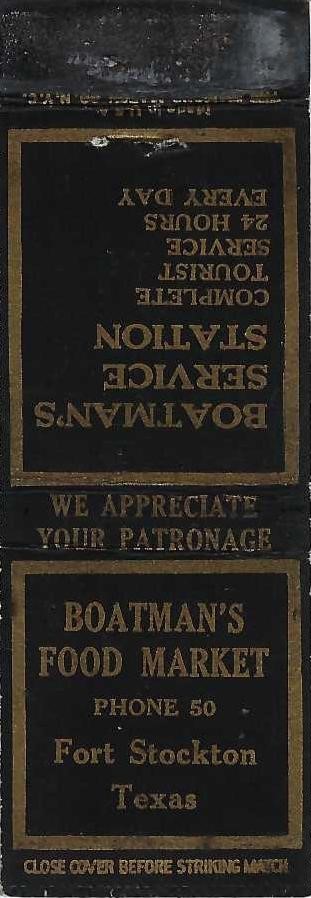 BOATMAN'S
SERVICE
STATION
COMPLETE
TOURIST
SERVICE
24 HOURS
EVERY DAY
WE APPRECIATE
YOUR PATRONAGE
BOATMAN'S
FOOD MARKET
PHONE 50
Fort Stockton
Texas
CLOSE COVER BEFORE STRIKING MATCH